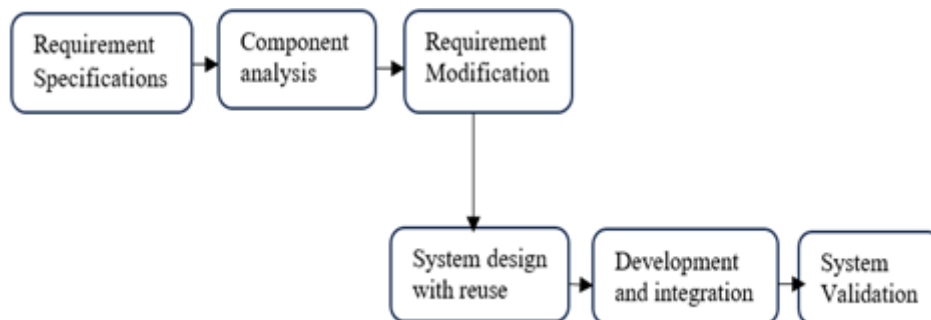 Requirement
Specifications
Component
analysis
Requirement
Modification
System design
with reuse
Development
and integration
System
Validation